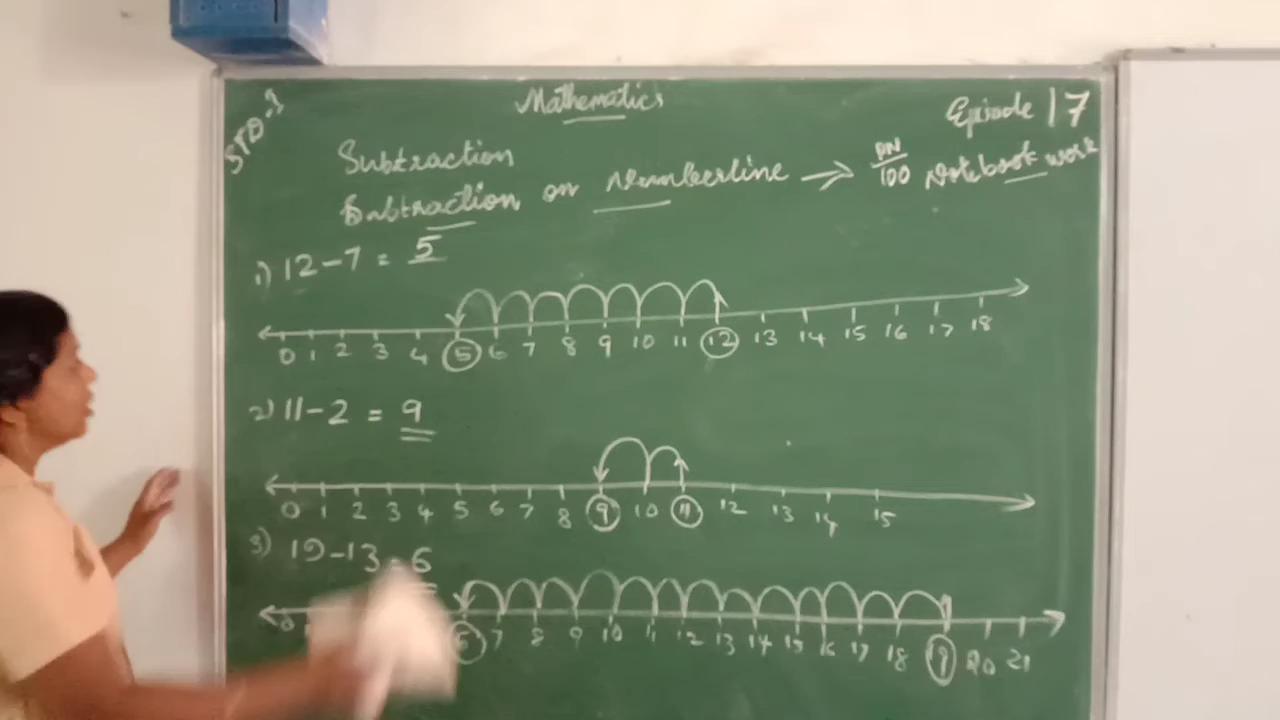 STD-1
Mathematics
Episode 17
Subtraction
Subtraction on Numberline → PN/100 Notebook work
1) 12-7 = 5
0 1 2 3 4 5 6 7 8 9 10 11 12 13 14 15 16 17 18
2) 11-2 = 9
0 1 2 3 4 5 6 7 8 9 10 11 12 13 14 15
3) 19-13 = 6
0 6 7 8 9 10 11 12 13 14 15 16 17 18 19 20 21